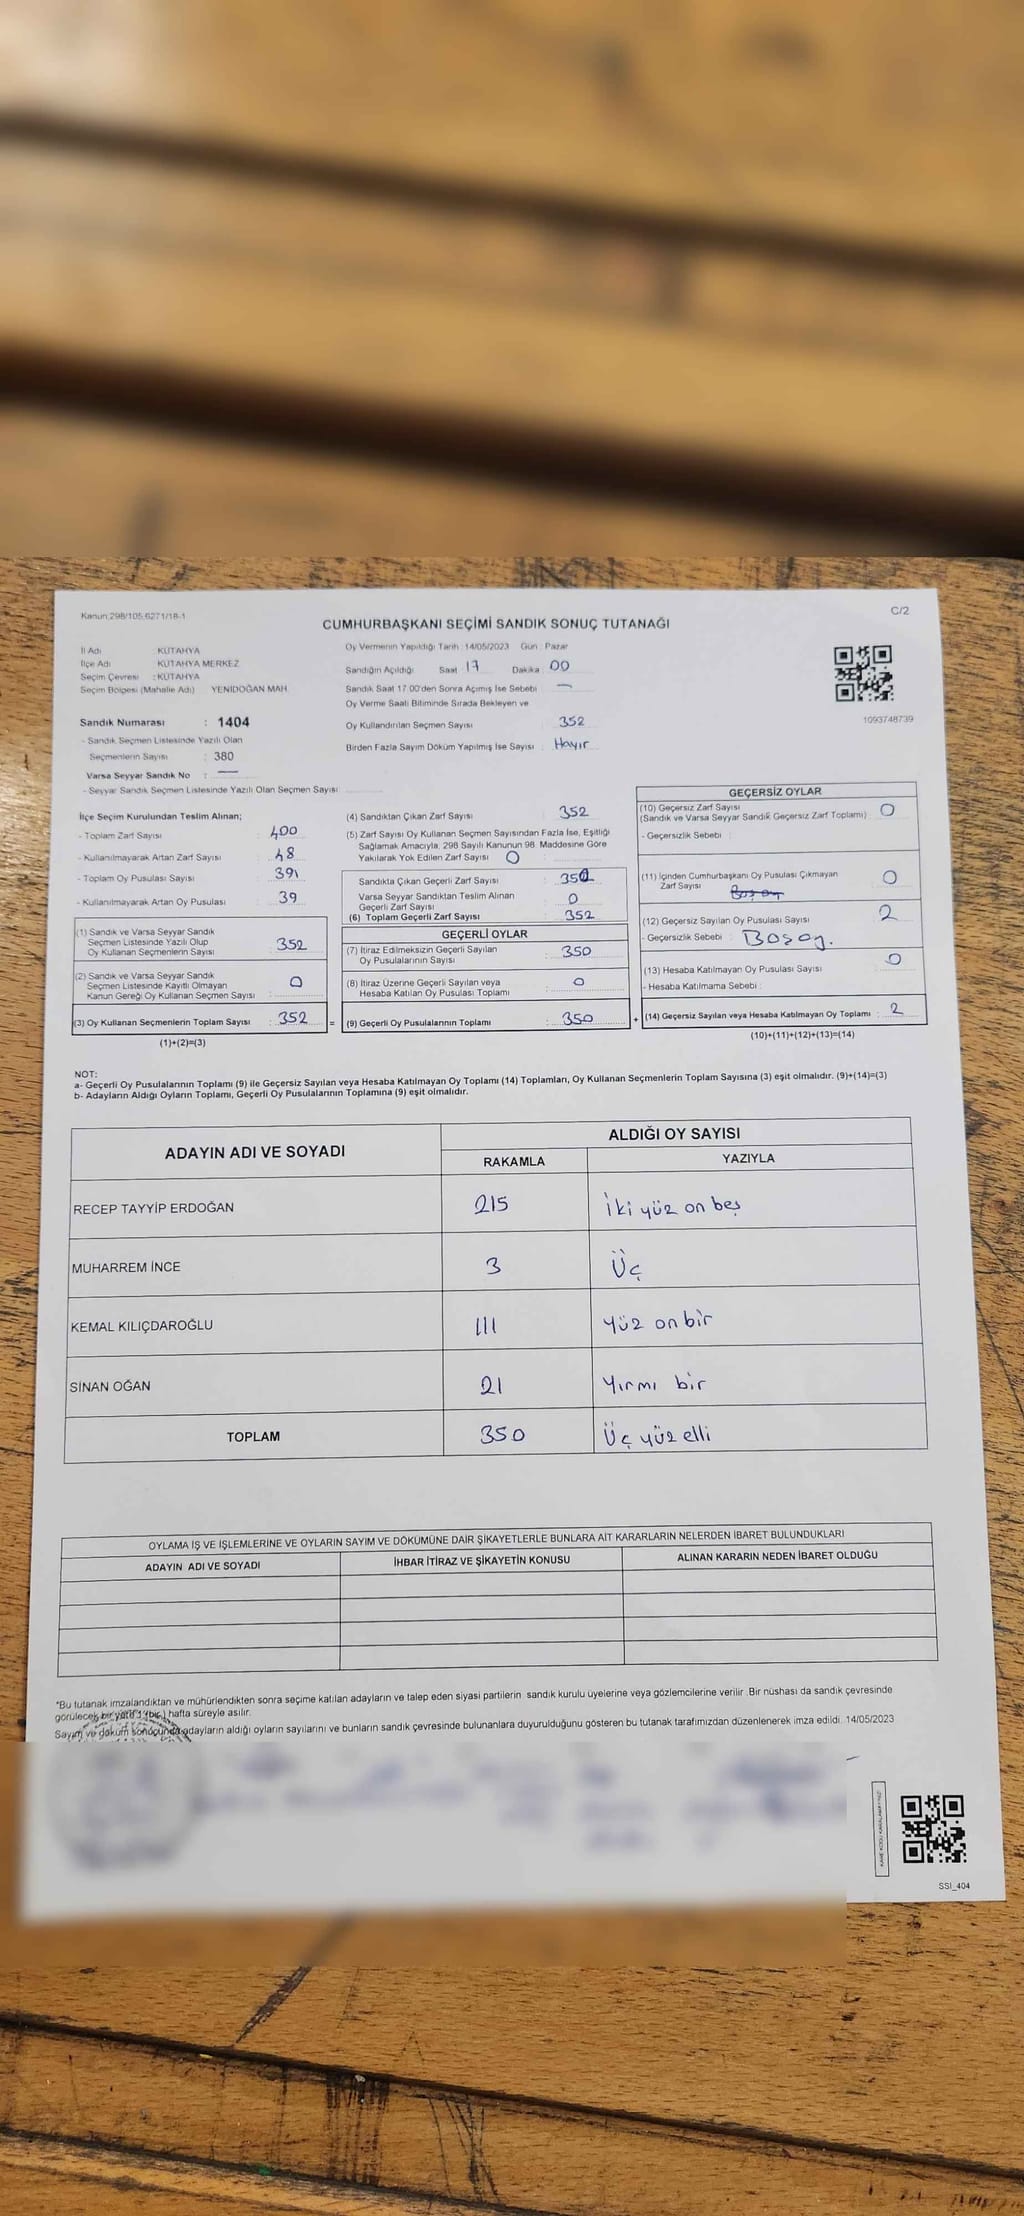 Kanun:298/105,6271/18-1
C/2
CUMHURBAŞKANI SEÇİMİ SANDIK SONUÇ TUTANAĞI
İl Adı : KÜTAHYA
İlçe Adı : KÜTAHYA MERKEZ
Seçim Çevresi : KÜTAHYA
Seçim Bölgesi (Mahalle Adı) : YENİDOĞAN MAH.
Sandık Numarası : 1404
- Sandık Seçmen Listesinde Yazılı Olan
Seçmenlerin Sayısı : 380
Varsa Seyyar Sandık No : —
- Seyyar Sandık Seçmen Listesinde Yazılı Olan Seçmen Sayısı :
Oy Vermenin Yapıldığı Tarih : 14/05/2023 Gün : Pazar
Sandığın Açıldığı Saat : 17 Dakika : 00
Sandık Saat 17.00'den Sonra Açımış İse Sebebi : —
Oy Verme Saati Bitiminde Sırada Bekleyen ve
Oy Kullandırılan Seçmen Sayısı : 352
Birden Fazla Sayım Döküm Yapılmış İse Sayısı : Hayır
1093748739
İlçe Seçim Kurulundan Teslim Alınan;
- Toplam Zarf Sayısı : 400
- Kullanılmayarak Artan Zarf Sayısı : 48
- Toplam Oy Pusulası Sayısı : 391
- Kullanılmayarak Artan Oy Pusulası : 39
(1) Sandık ve Varsa Seyyar Sandık
Seçmen Listesinde Yazılı Olup
Oy Kullanan Seçmenlerin Sayısı : 352
(2) Sandık ve Varsa Seyyar Sandık
Seçmen Listesinde Kayıtlı Olmayan
Kanun Gereği Oy Kullanan Seçmen Sayısı : 0
(3) Oy Kullanan Seçmenlerin Toplam Sayısı : 352
(1)+(2)=(3)
=
(4) Sandıktan Çıkan Zarf Sayısı : 352
(5) Zarf Sayısı Oy Kullanan Seçmen Sayısından Fazla İse, Eşitliği
Sağlamak Amacıyla, 298 Sayılı Kanunun 98. Maddesine Göre
Yakılarak Yok Edilen Zarf Sayısı : 0
Sandıkta Çıkan Geçerli Zarf Sayısı : 352
Varsa Seyyar Sandıktan Teslim Alınan
Geçerli Zarf Sayısı : 0
(6) Toplam Geçerli Zarf Sayısı : 352
GEÇERLİ OYLAR
(7) İtiraz Edilmeksizin Geçerli Sayılan
Oy Pusulalarının Sayısı : 350
(8) İtiraz Üzerine Geçerli Sayılan veya
Hesaba Katılan Oy Pusulası Toplamı : 0
(9) Geçerli Oy Pusulalarının Toplamı : 350
+
GEÇERSİZ OYLAR
(10) Geçersiz Zarf Sayısı
(Sandık ve Varsa Seyyar Sandık Geçersiz Zarf Toplamı) : 0
- Geçersizlik Sebebi :
(11) İçinden Cumhurbaşkanı Oy Pusulası Çıkmayan
Zarf Sayısı : 0
(12) Geçersiz Sayılan Oy Pusulası Sayısı : 2
- Geçersizlik Sebebi :
(13) Hesaba Katılmayan Oy Pusulası Sayısı : 0
- Hesaba Katılmama Sebebi :
(14) Geçersiz Sayılan veya Hesaba Katılmayan Oy Toplamı : 2
(10)+(11)+(12)+(13)=(14)
NOT:
a- Geçerli Oy Pusulalarının Toplamı (9) ile Geçersiz Sayılan veya Hesaba Katılmayan Oy Toplamı (14) Toplamları, Oy Kullanan Seçmenlerin Toplam Sayısına (3) eşit olmalıdır. (9)+(14)=(3)
b- Adayların Aldığı Oyların Toplamı, Geçerli Oy Pusulalarının Toplamına (9) eşit olmalıdır.
ADAYIN ADI VE SOYADI
ALDIĞI OY SAYISI
RAKAMLA YAZIYLA
RECEP TAYYİP ERDOĞAN 215 İki yüz on beş
MUHARREM İNCE 3 Üç
KEMAL KILIÇDAROĞLU 111 Yüz on bir
SİNAN OĞAN 21 Yırmı bir
TOPLAM 350 Üç yüz elli
OYLAMA İŞ VE İŞLEMLERİNE VE OYLARIN SAYIM VE DÖKÜMÜNE DAİR ŞİKAYETLERLE BUNLARA AİT KARARLARIN NELERDEN İBARET BULUNDUKLARI
ADAYIN ADI VE SOYADI İHBAR İTİRAZ VE ŞİKAYETİN KONUSU ALINAN KARARIN NEDEN İBARET OLDUĞU
*Bu tutanak imzalandıktan ve mühürlendikten sonra seçime katılan adayların ve talep eden siyasi partilerin sandık kurulu üyelerine veya gözlemcilerine verilir .Bir nüshası da sandık çevresinde
görülecek bir yere 1 (bir) hafta süreyle asılır.
Sayım ve döküm sonucunda adayların aldığı oyların sayılarını ve bunların sandık çevresinde bulunanlara duyurulduğunu gösteren bu tutanak tarafımızdan düzenlenerek imza edildi. 14/05/2023
SSI_404